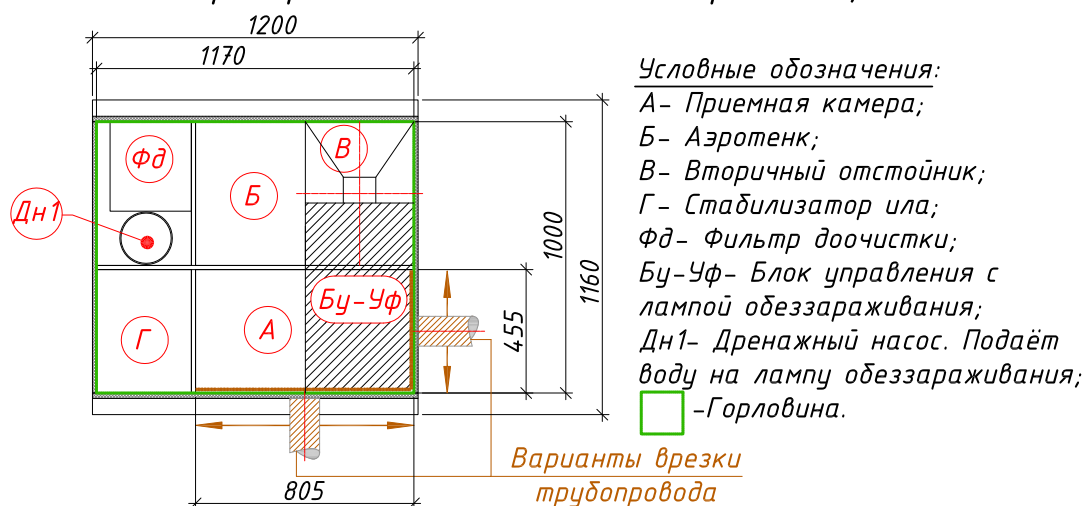 1200
1170
Условные обозначения:
А- Приемная камера;
Б- Аэротенк;
В- Вторичный отстойник;
Г- Стабилизатор ила;
Фд- Фильтр доочистки;
Бу-Уф- Блок управления с
лампой обеззараживания;
Дн1- Дренажный насос. Подаёт
воду на лампу обеззараживания;
-Горловина.
Фд
Б
В
Дн1
Г
А
Бу-Уф
455
1000
1160
Варианты врезки
трубопровода
805